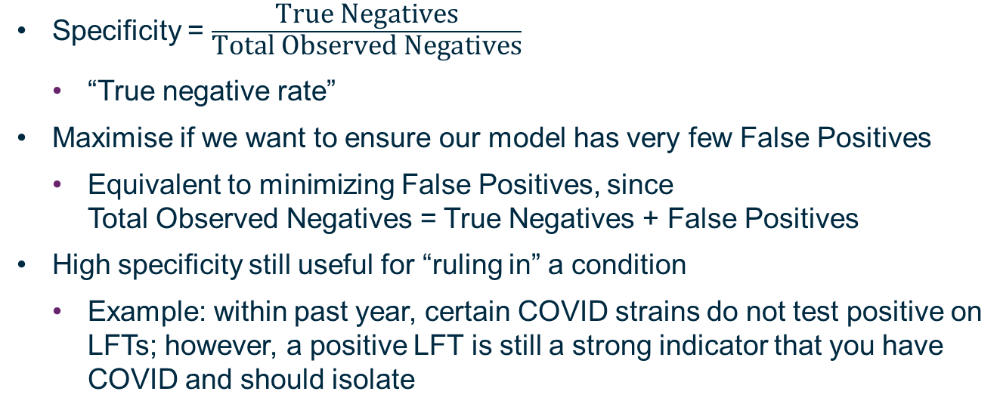 • Specificity = True Negatives
Total Observed Negatives
• “True negative rate”
• Maximise if we want to ensure our model has very few False Positives
• Equivalent to minimizing False Positives, since
Total Observed Negatives = True Negatives + False Positives
• High specificity still useful for “ruling in” a condition
• Example: within past year, certain COVID strains do not test positive on
LFTs; however, a positive LFT is still a strong indicator that you have
COVID and should isolate